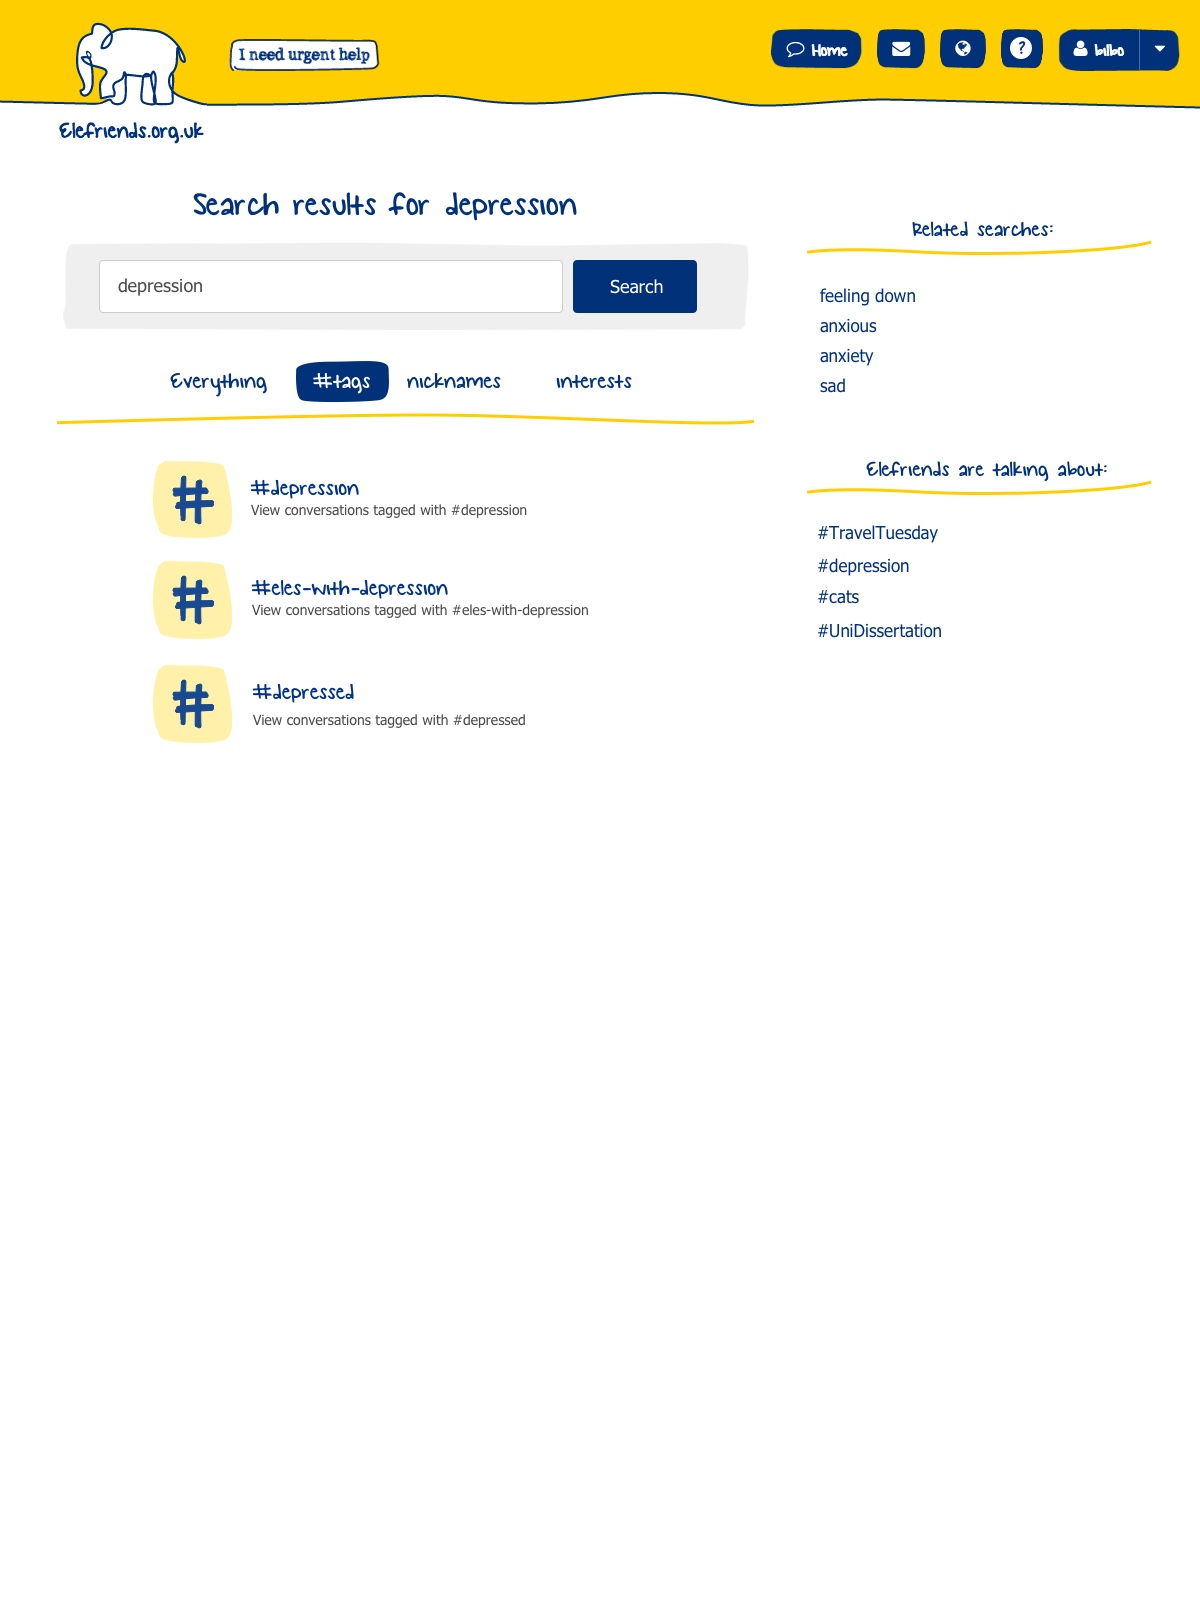 I need urgent help
Home
?
bilbo
Elefriends.org.uk
Search results for depression
depression
Search
Everything
#tags
nicknames
interests
#depression
View conversations tagged with #depression
#eles-with-depression
View conversations tagged with #eles-with-depression
#depressed
View conversations tagged with #depressed
Related searches:
feeling down
anxious
anxiety
sad
Elefriends are talking about:
#TravelTuesday
#depression
#cats
#UniDissertation